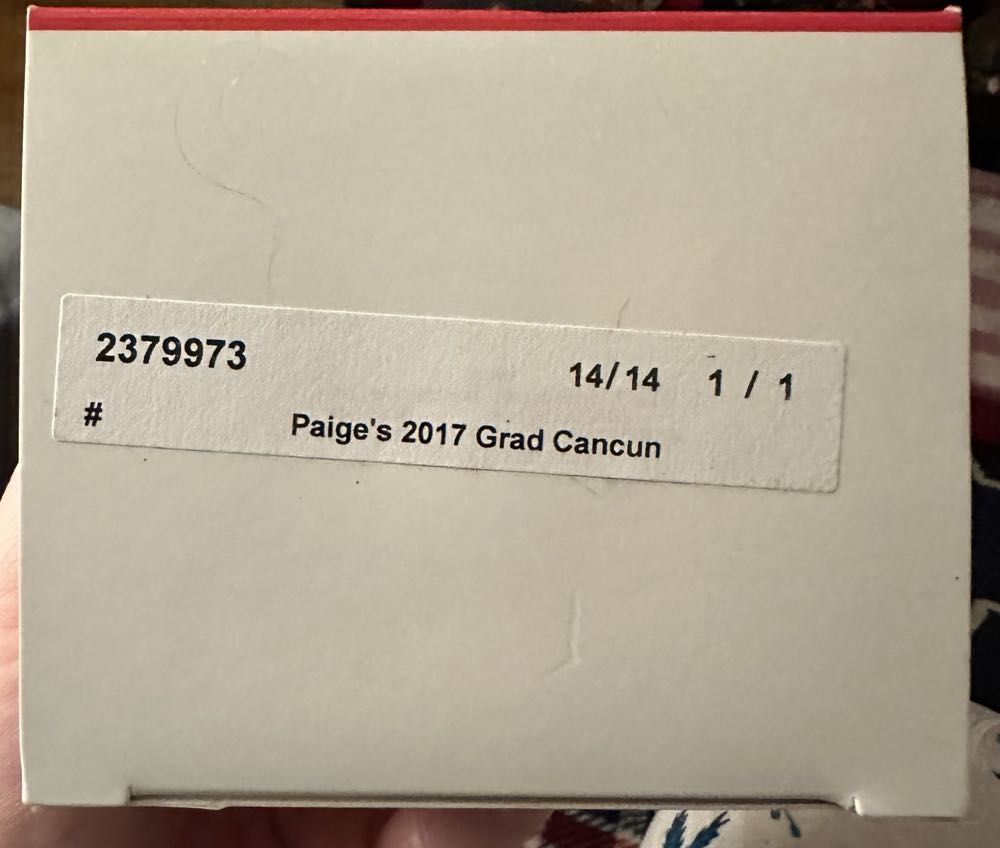 2379973 14/14 1 / 1
# Paige's 2017 Grad Cancun